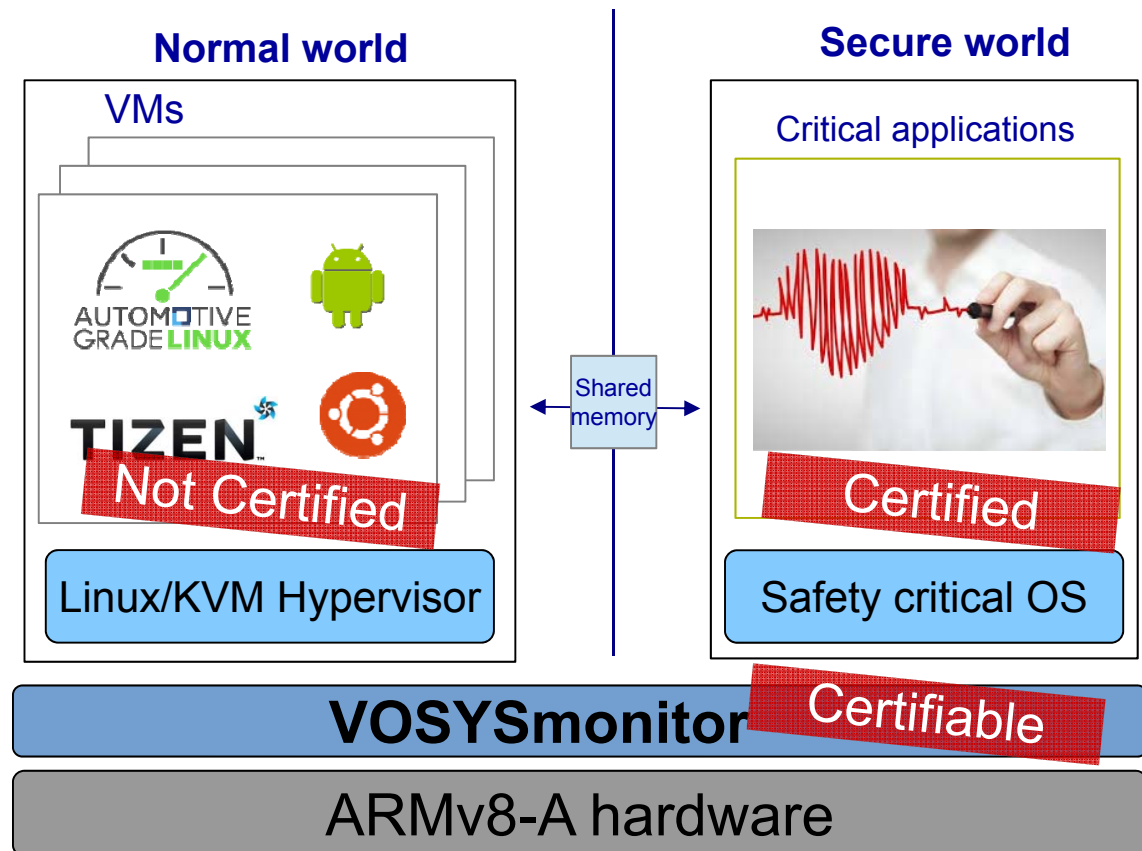 Normal world
VMs
AUTOMOTIVE
GRADE LINUX
TIZEN™
Not Certified
Linux/KVM Hypervisor
Shared
memory
Secure world
Critical applications
Certified
Safety critical OS
VOSYSmonitor
Certifiable
ARMv8-A hardware